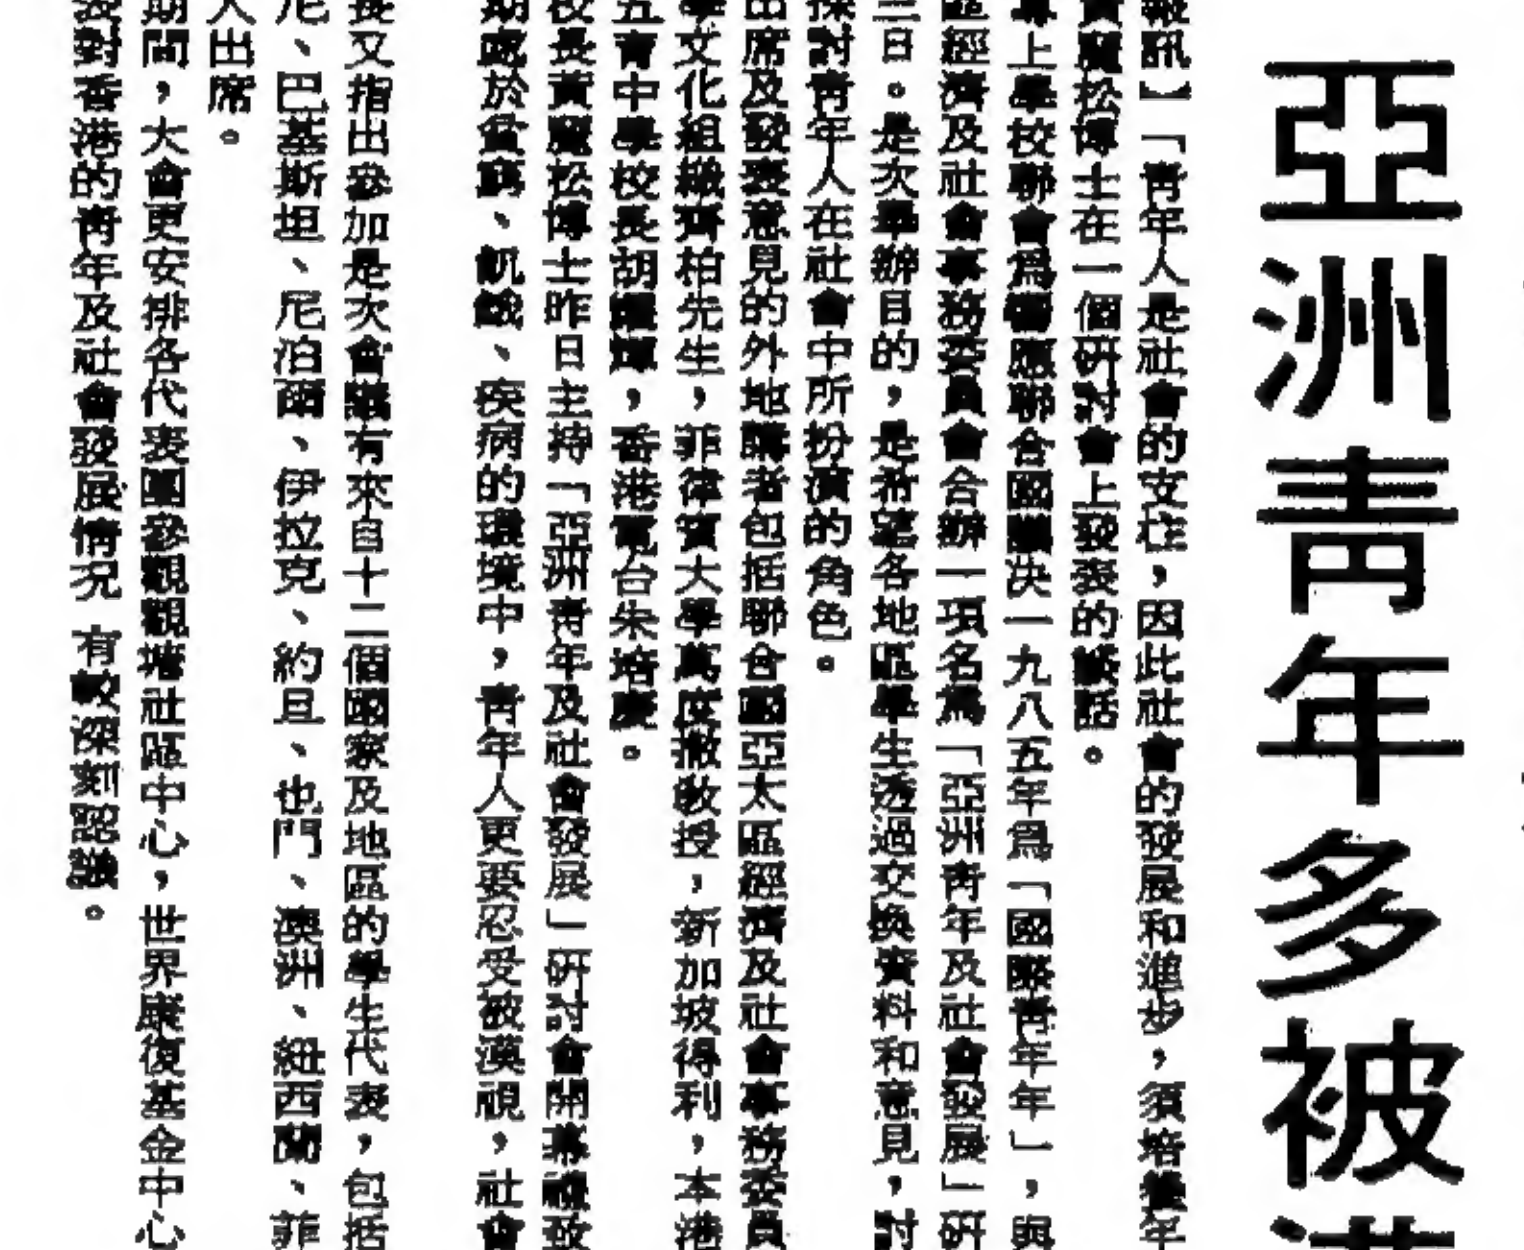 亞洲青年多被
報訊】「青年人是社會的支柱，因此社會的發展和進步，須培養年
黃麗松博士在一個研討會上發表的談話。
專上學校聯會爲響應聯合國議决一九八五年爲「國際青年年」，與
區經濟及社會事務委員會合辦一項名爲「亞洲青年及社會發展」研
三日。是次舉辦目的，是希望各地區學生透過交換資料和意見，討
探討青年人在社會中所扮演的角色。
出席及發表意見的外地講者包括聯合國亞太區經濟及社會事務委員
學文化組織齊柏先生，菲律賓大學萬度撒教授，新加坡得利，本港
五育中學校長胡耀輝，香港電台朱培慶。
校長黃麗松博士昨日主持「亞洲青年及社會發展」研討會開幕禮致
期處於貧窮、飢餓、疾病的環境中，青年人更要忍受被漠視，社會
長又指出參加是次會議有來自十二個國家及地區的學生代表，包括
尼、巴基斯坦、尼泊爾、伊拉克、約旦、也門、澳洲、紐西蘭、菲
人出席。
期間，大會更安排各代表團參觀觀塘社區中心，世界康復基金中心
表對香港的青年及社會發展情况 有較深刻認識。